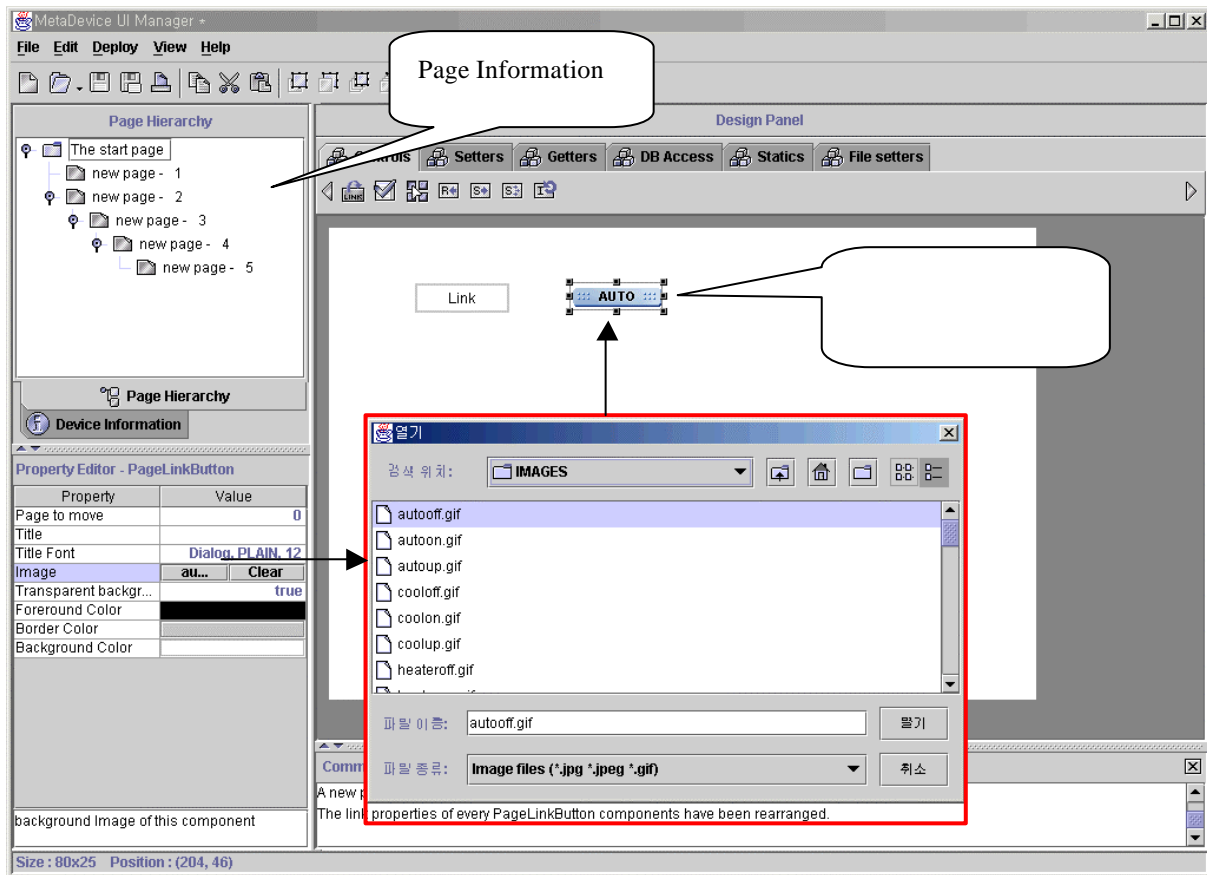 MetaDevice UI Manager *
File Edit Deploy View Help
Page Information
Page Hierarchy
The start page
new page - 1
new page - 2
new page - 3
new page - 4
new page - 5
Page Hierarchy
Device Information
Property Editor - PageLinkButton
Property Value
Page to move 0
Title
Title Font Dialog, PLAIN, 12
Image au... Clear
Transparent backgr... true
Foreround Color
Border Color
Background Color
background Image of this component
Size : 80x25 Position : (204, 46)
Design Panel
Setters Getters DB Access Statics File setters
LINK
Link
AUTO
열기
검색 위치:
IMAGES
autooff.gif
autoon.gif
autoup.gif
cooloff.gif
coolon.gif
coolup.gif
heateroff.gif
파일 이름: autooff.gif
열기
파일 종류: Image files (*.jpg *.jpeg *.gif)
취소
Comm
A new p
The link properties of every PageLinkButton components have been rearranged.